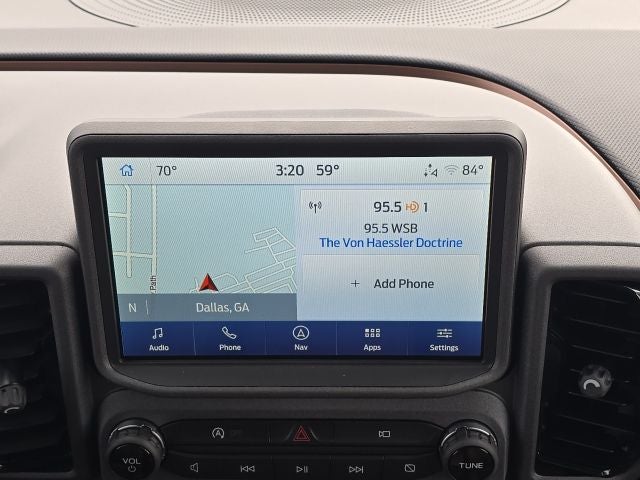 70° 3:20 59° 84°
95.5 HD 1
95.5 WSB
The Von Haessler Doctrine
Path
+ Add Phone
N Dallas, GA
Audio Phone Nav Apps Settings
OFF
VOL
TUNE